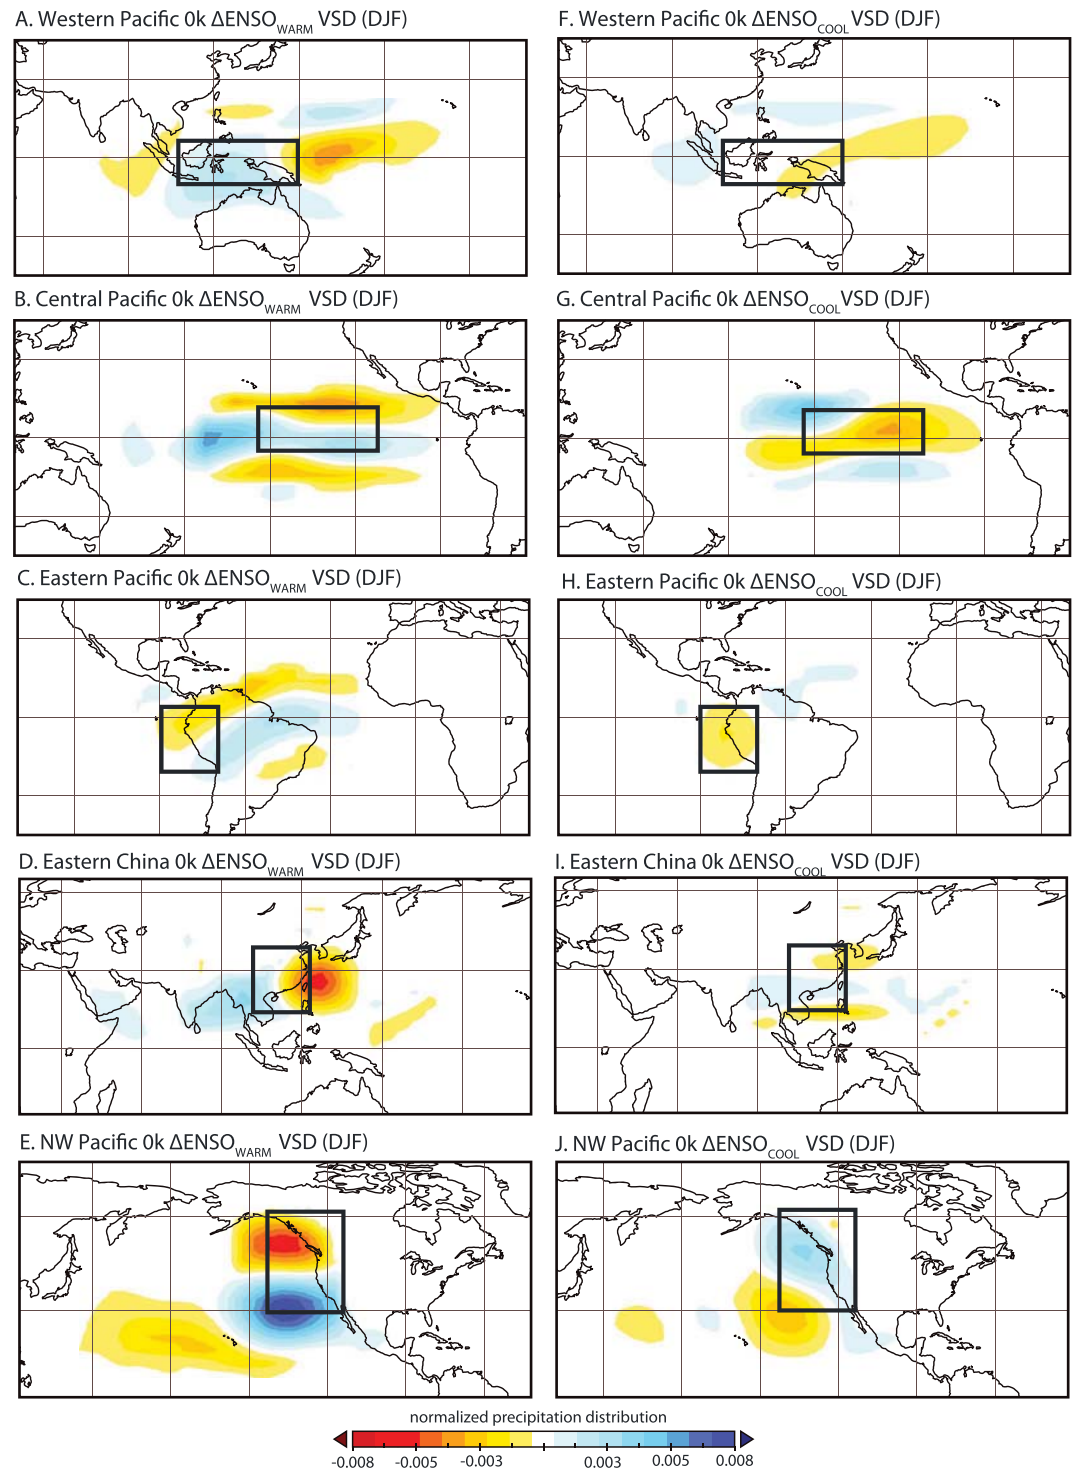 A. Western Pacific 0k ΔENSO_WARM VSD (DJF)
F. Western Pacific 0k ΔENSO_COOL VSD (DJF)
B. Central Pacific 0k ΔENSO_WARM VSD (DJF)
G. Central Pacific 0k ΔENSO_COOL VSD (DJF)
C. Eastern Pacific 0k ΔENSO_WARM VSD (DJF)
H. Eastern Pacific 0k ΔENSO_COOL VSD (DJF)
D. Eastern China 0k ΔENSO_WARM VSD (DJF)
I. Eastern China 0k ΔENSO_COOL VSD (DJF)
E. NW Pacific 0k ΔENSO_WARM VSD (DJF)
J. NW Pacific 0k ΔENSO_COOL VSD (DJF)
normalized precipitation distribution
-0.008 -0.005 -0.003 0.003 0.005 0.008